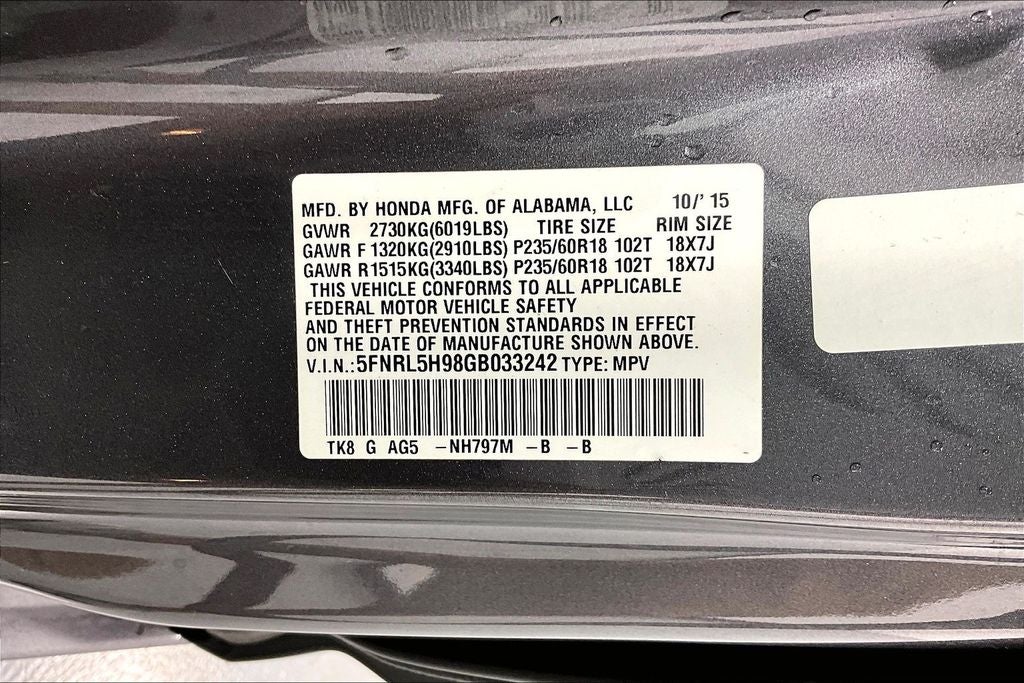 MFD. BY HONDA MFG. OF ALABAMA, LLC 10/'15
GVWR 2730KG(6019LBS) TIRE SIZE RIM SIZE
GAWR F 1320KG(2910LBS) P235/60R18 102T 18X7J
GAWR R1515KG(3340LBS) P235/60R18 102T 18X7J
THIS VEHICLE CONFORMS TO ALL APPLICABLE
FEDERAL MOTOR VEHICLE SAFETY
AND THEFT PREVENTION STANDARDS IN EFFECT
ON THE DATE OF MANUFACTURE SHOWN ABOVE.
V.I.N.:5FNRL5H98GB033242 TYPE: MPV
TK8 G AG5 -NH797M -B -B